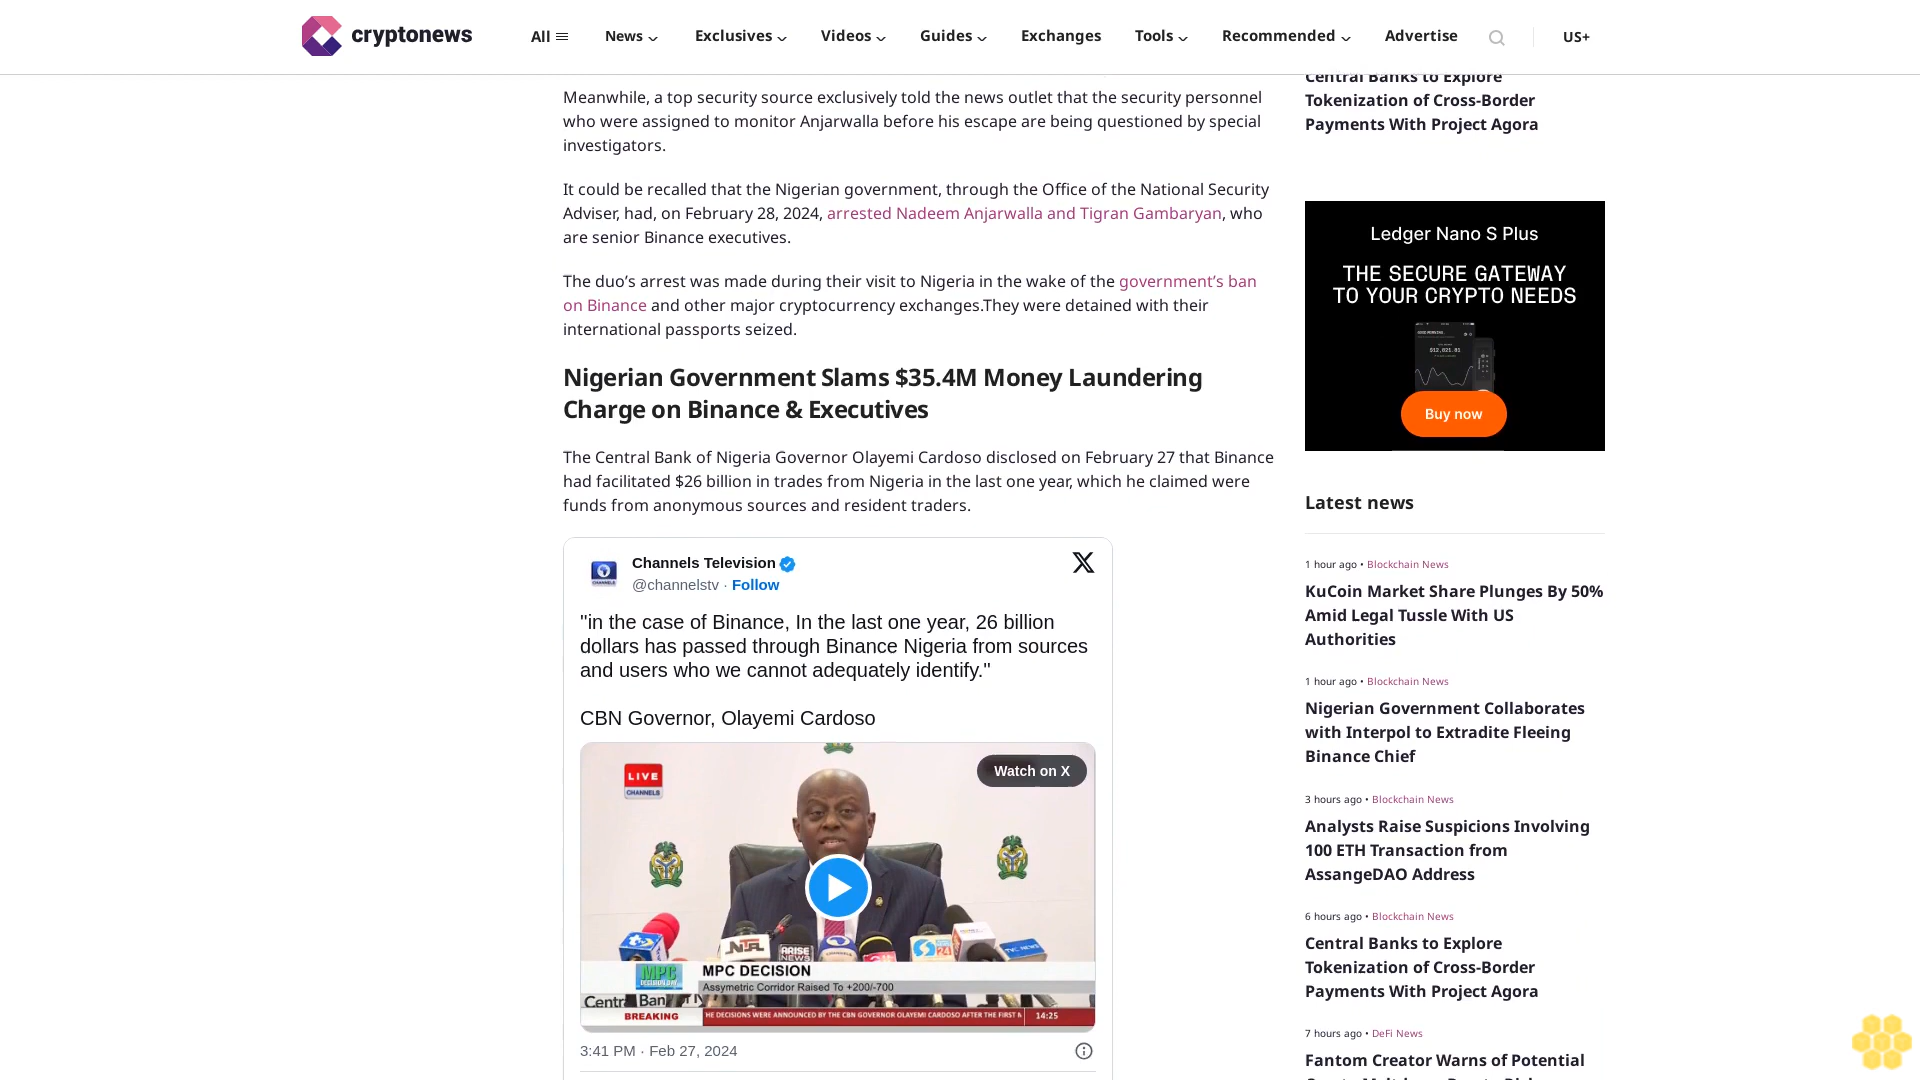 cryptonews
All
News
Exclusives
Videos
Guides
Exchanges
Tools
Recommended
Advertise
US+
Meanwhile, a top security source exclusively told the news outlet that the security personnel
who were assigned to monitor Anjarwalla before his escape are being questioned by special
investigators.
It could be recalled that the Nigerian government, through the Office of the National Security
Adviser, had, on February 28, 2024, arrested Nadeem Anjarwalla and Tigran Gambaryan, who
are senior Binance executives.
The duo’s arrest was made during their visit to Nigeria in the wake of the government’s ban
on Binance and other major cryptocurrency exchanges.They were detained with their
international passports seized.
Nigerian Government Slams $35.4M Money Laundering
Charge on Binance & Executives
The Central Bank of Nigeria Governor Olayemi Cardoso disclosed on February 27 that Binance
had facilitated $26 billion in trades from Nigeria in the last one year, which he claimed were
funds from anonymous sources and resident traders.
Channels Television
@channelstv · Follow
"in the case of Binance, In the last one year, 26 billion
dollars has passed through Binance Nigeria from sources
and users who we cannot adequately identify."
CBN Governor, Olayemi Cardoso
LIVE
CHANNELS
Watch on X
NTA
ARISE
NEWS
CHANNELS
24
TVC NEWS
MPC
MPC DECISION
Assymetric Corridor Raised To +200/-700
Central Bank
BREAKING
HE DECISIONS WERE ANNOUNCED BY THE CBN GOVERNOR OLAYEMI CARDOSO AFTER THE FIRST M
14:25
3:41 PM · Feb 27, 2024
Central Banks to Explore
Tokenization of Cross-Border
Payments With Project Agora
Ledger Nano S Plus
THE SECURE GATEWAY
TO YOUR CRYPTO NEEDS
$12,821.81
Buy now
Latest news
1 hour ago • Blockchain News
KuCoin Market Share Plunges By 50%
Amid Legal Tussle With US
Authorities
1 hour ago • Blockchain News
Nigerian Government Collaborates
with Interpol to Extradite Fleeing
Binance Chief
3 hours ago • Blockchain News
Analysts Raise Suspicions Involving
100 ETH Transaction from
AssangeDAO Address
6 hours ago • Blockchain News
Central Banks to Explore
Tokenization of Cross-Border
Payments With Project Agora
7 hours ago • DeFi News
Fantom Creator Warns of Potential